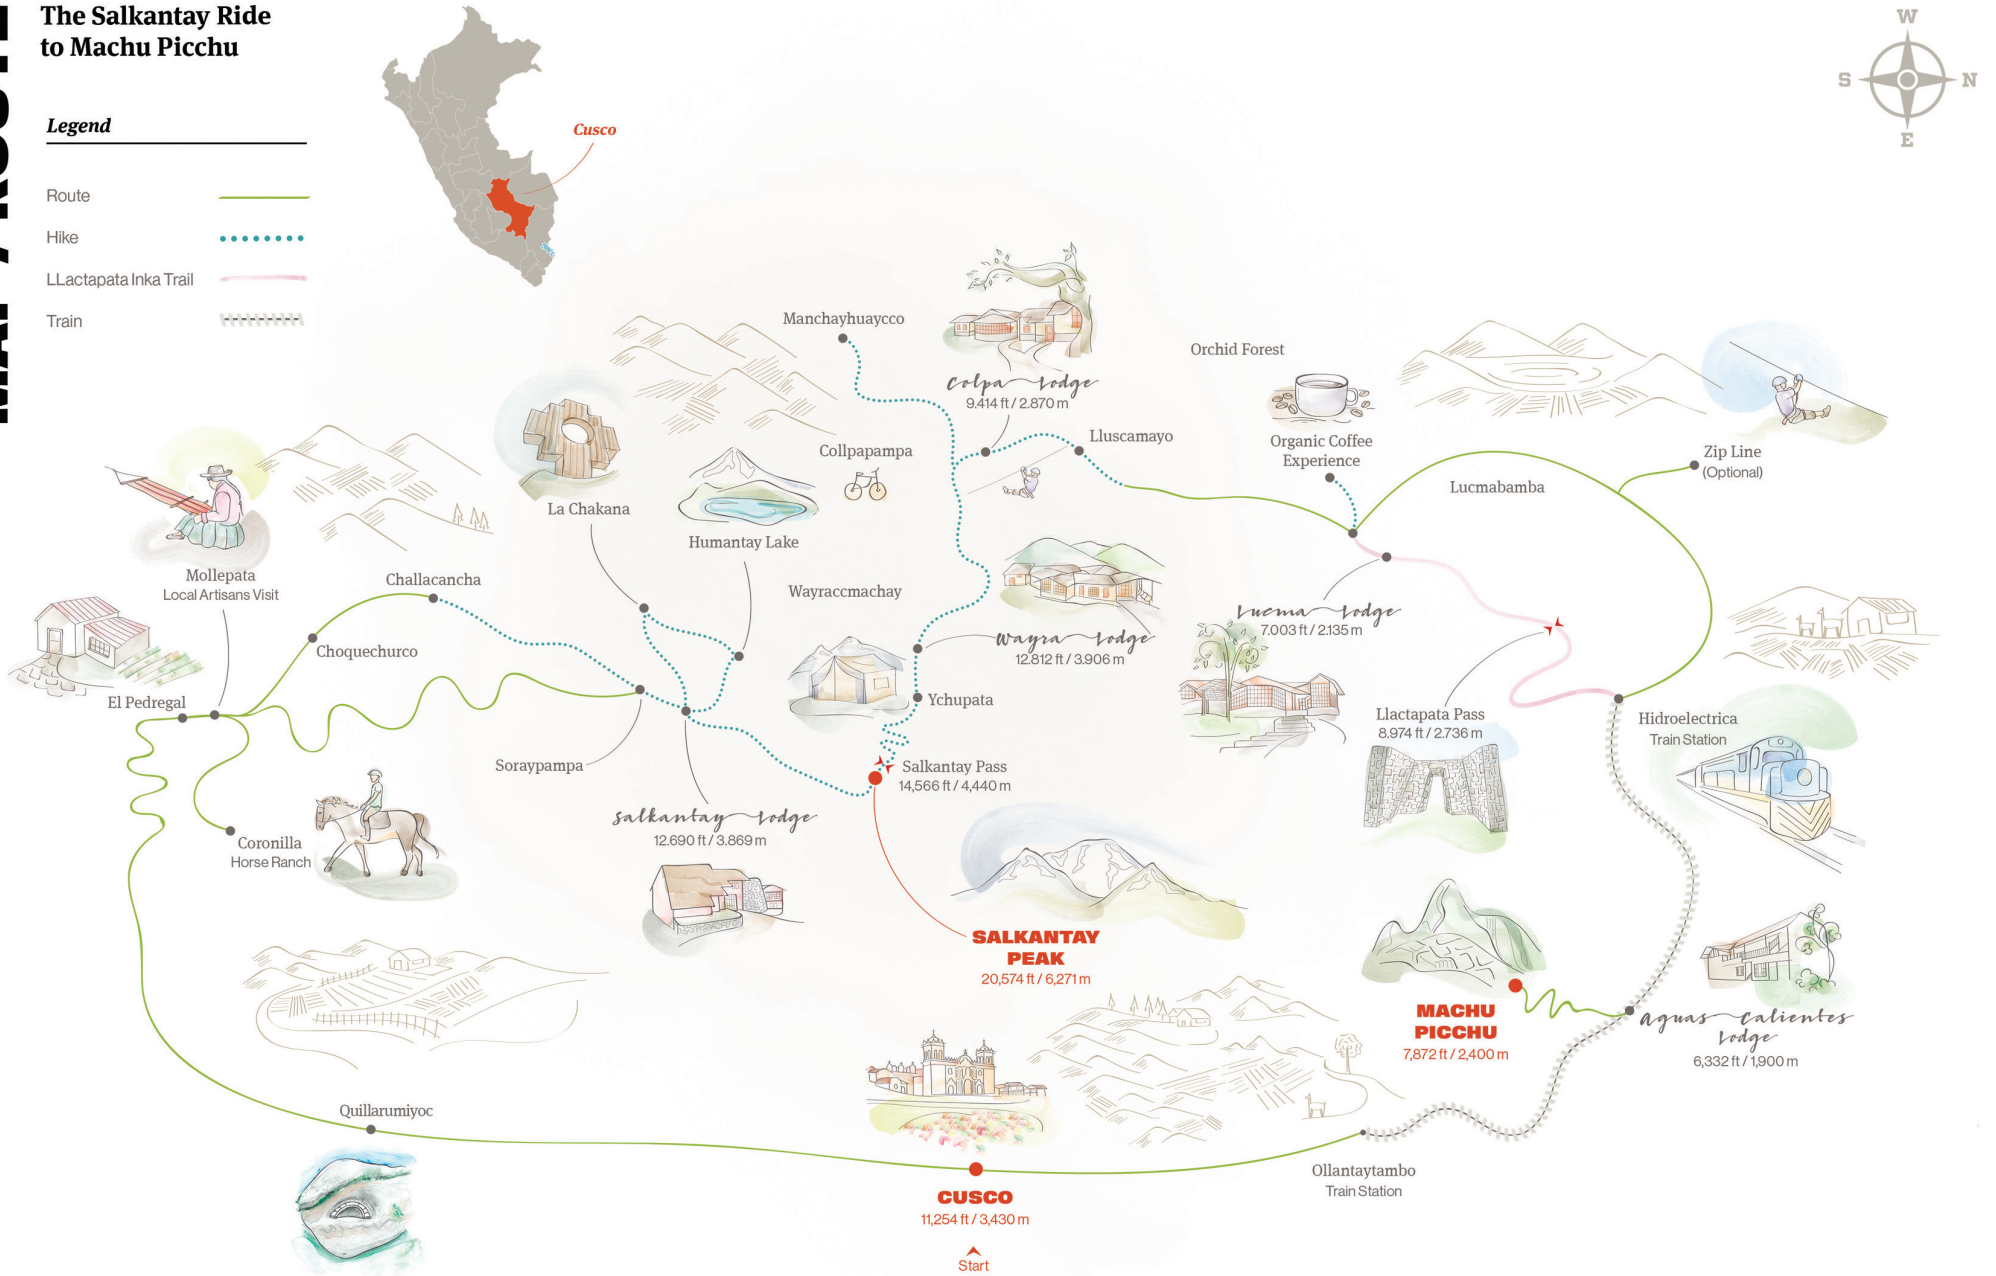 The Salkantay Ride
to Machu Picchu
Legend
Route
Hike
LLactapata Inka Trail
Train
Cusco
W
S
N
E
Manchayhuaycco
Colpa Lodge
9.414 ft / 2.870 m
Orchid Forest
Collpapampa
Lluscamayo
Organic Coffee
Experience
Lucmabamba
Zip Line
(Optional)
La Chakana
Humantay Lake
Mollepata
Local Artisans Visit
Challacancha
Wayraccmachay
Choquechurco
Wayra Lodge
12.812 ft / 3.906 m
Lucma Lodge
7.003 ft / 2.135 m
El Pedregal
Ychupata
Llactapata Pass
8.974 ft / 2.736 m
Hidroelectrica
Train Station
Soraypampa
Salkantay Pass
14,566 ft / 4,440 m
Salkantay Lodge
12.690 ft / 3.869 m
Coronilla
Horse Ranch
SALKANTAY
PEAK
20,574 ft / 6,271 m
MACHU
PICCHU
7,872 ft / 2,400 m
Aguas Calientes
Lodge
6,332 ft / 1,900 m
Quillarumiyoc
Ollantaytambo
Train Station
CUSCO
11,254 ft / 3,430 m
Start